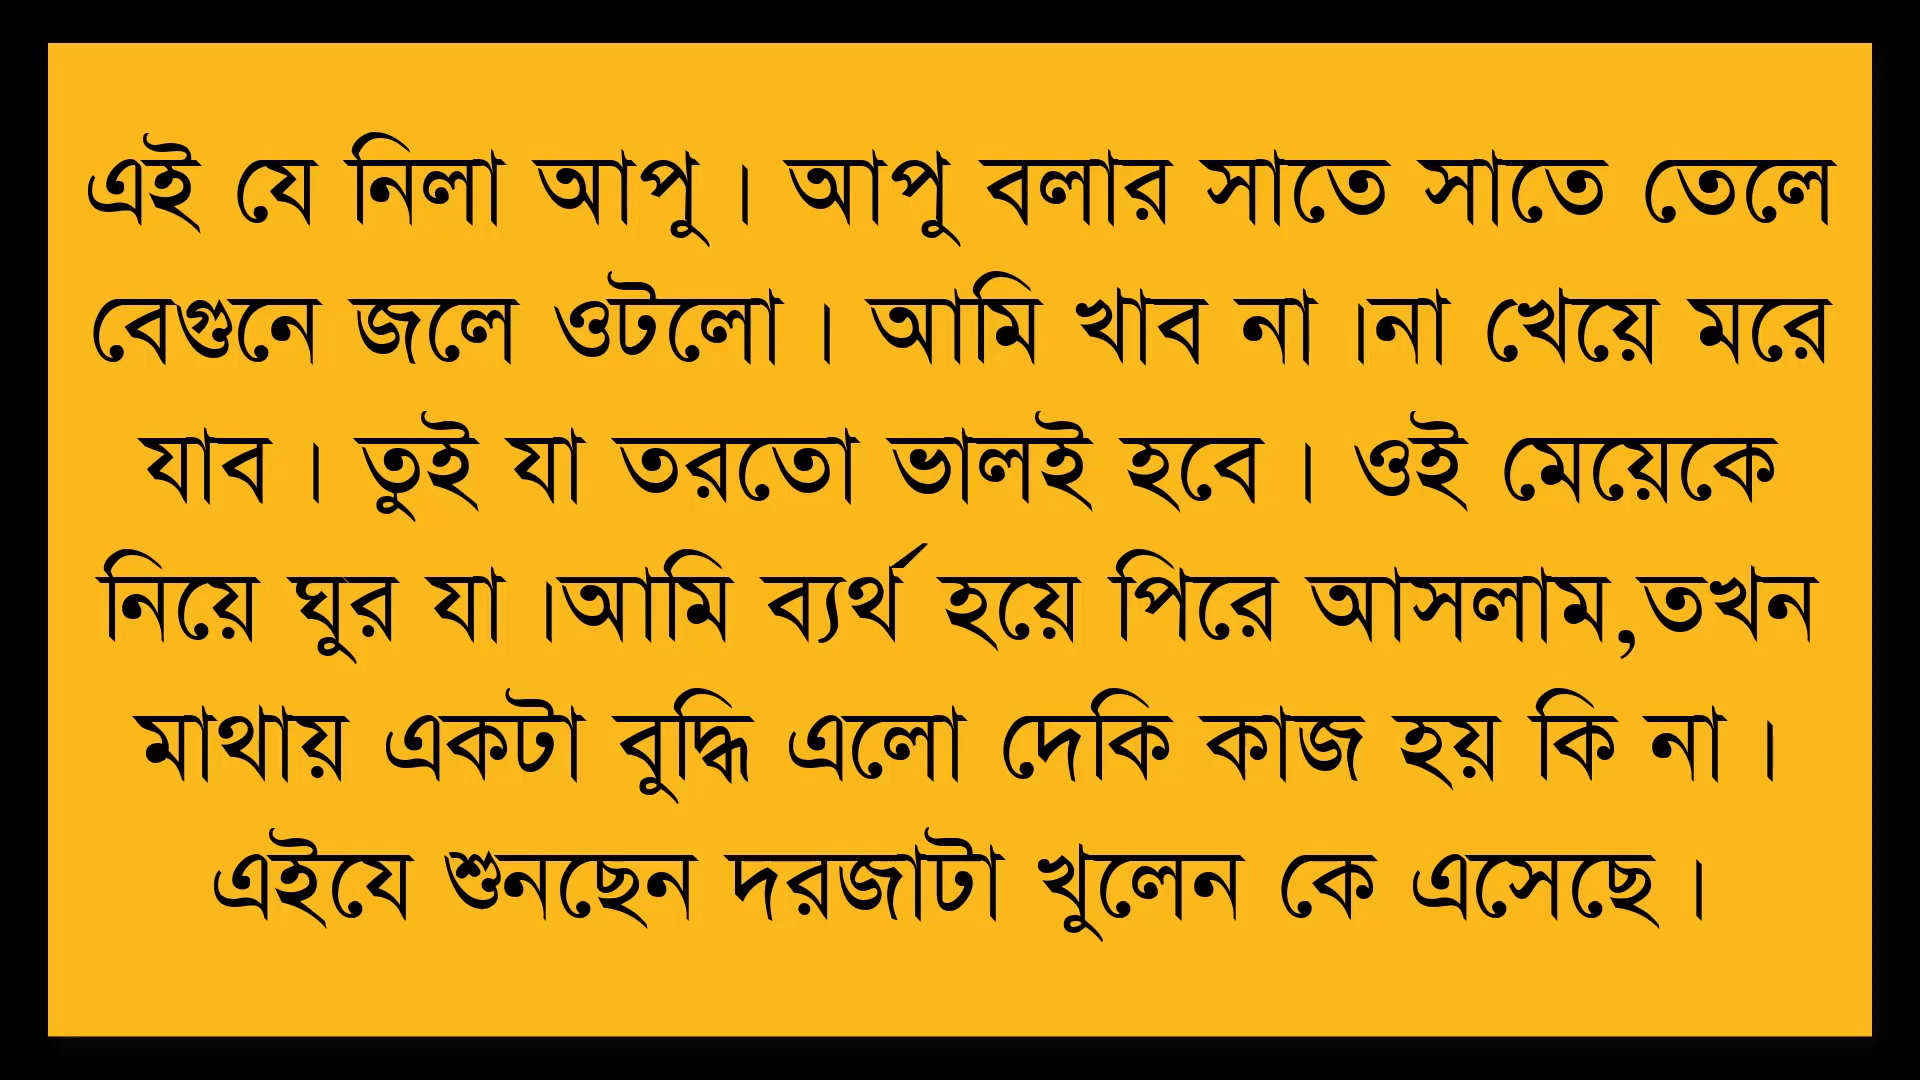 এই যে নিলা আপু । আপু বলার সাতে সাতে তেলে
বেগুনে জলে ওটলো । আমি খাব না ।না খেয়ে মরে
যাব । তুই যা তরতো ভালই হবে । ওই মেয়েকে
নিয়ে ঘুর যা ।আমি ব্যর্থ হয়ে পিরে আসলাম,তখন
মাথায় একটা বুদ্ধি এলো দেকি কাজ হয় কি না ।
এইযে শুনছেন দরজাটা খুলেন কে এসেছে ।